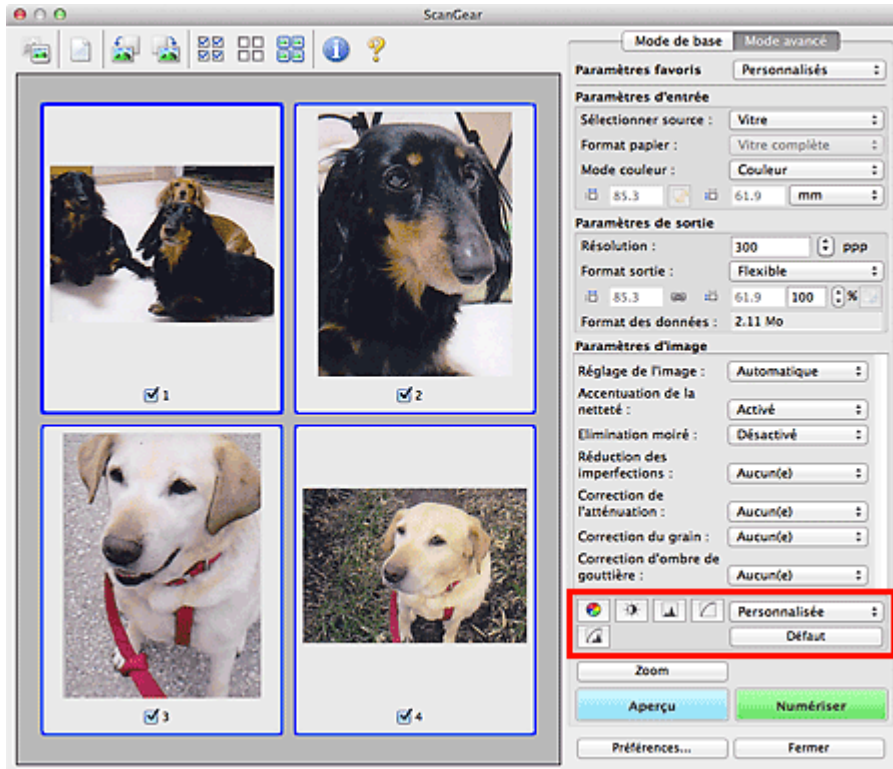 ScanGear
Mode de base Mode avancé
Paramètres favoris Personnalisés
Paramètres d'entrée
Sélectionner source : Vitre
Format papier : Vitre complète
Mode couleur : Couleur
85.3 61.9 mm
Paramètres de sortie
Résolution : 300 ppp
Format sortie : Flexible
85.3 61.9 100 %
Format des données : 2.11 Mo
Paramètres d'image
Réglage de l'image : Automatique
Accentuation de la
netteté : Activé
Elimination moiré : Désactivé
Réduction des
imperfections : Aucun(e)
Correction de
l'atténuation : Aucun(e)
Correction du grain : Aucun(e)
Correction d'ombre de
gouttière : Aucun(e)
Personnalisée
Défaut
Zoom
Aperçu Numériser
Préférences... Fermer
1
2
3
4